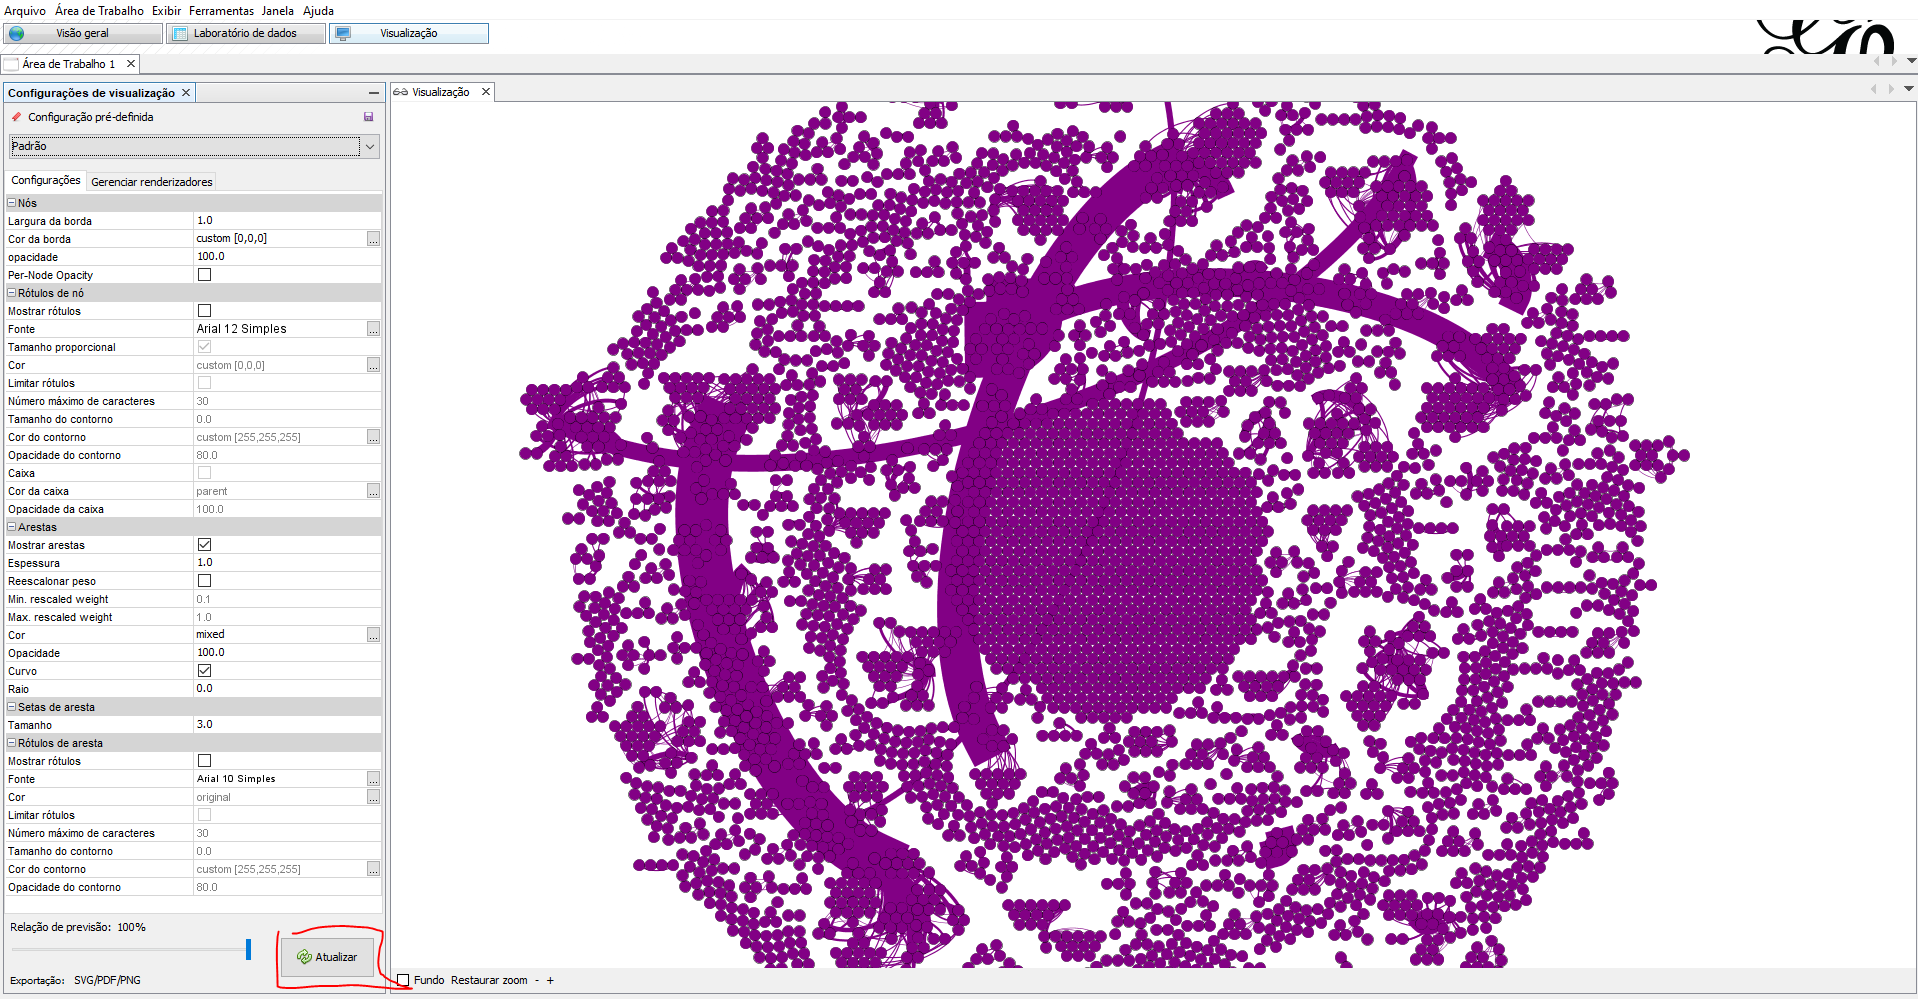 Arquivo Área de Trabalho Exibir Ferramentas Janela Ajuda
Visão geral Laboratório de dados Visualização
Área de Trabalho 1
Configurações de visualização
Configuração pré-definida
Padrão
Configurações Gerenciar renderizadores
Nós
Largura da borda 1.0
Cor da borda custom [0,0,0] ...
opacidade 100.0
Per-Node Opacity
Rótulos de nó
Mostrar rótulos
Fonte Arial 12 Simples ...
Tamanho proporcional
Cor custom [0,0,0] ...
Limitar rótulos
Número máximo de caracteres 30
Tamanho do contorno 0.0
Cor do contorno custom [255,255,255] ...
Opacidade do contorno 80.0
Caixa
Cor da caixa parent ...
Opacidade da caixa 100.0
Arestas
Mostrar arestas
Espessura 1.0
Reescalonar peso
Min. rescaled weight 0.1
Max. rescaled weight 1.0
Cor mixed ...
Opacidade 100.0
Curvo
Raio 0.0
Setas de aresta
Tamanho 3.0
Rótulos de aresta
Mostrar rótulos
Fonte Arial 10 Simples ...
Cor original ...
Limitar rótulos
Número máximo de caracteres 30
Tamanho do contorno 0.0
Cor do contorno custom [255,255,255] ...
Opacidade do contorno 80.0
Relação de previsão: 100%
Atualizar
Exportação: SVG/PDF/PNG
Visualização
Fundo Restaurar zoom - +